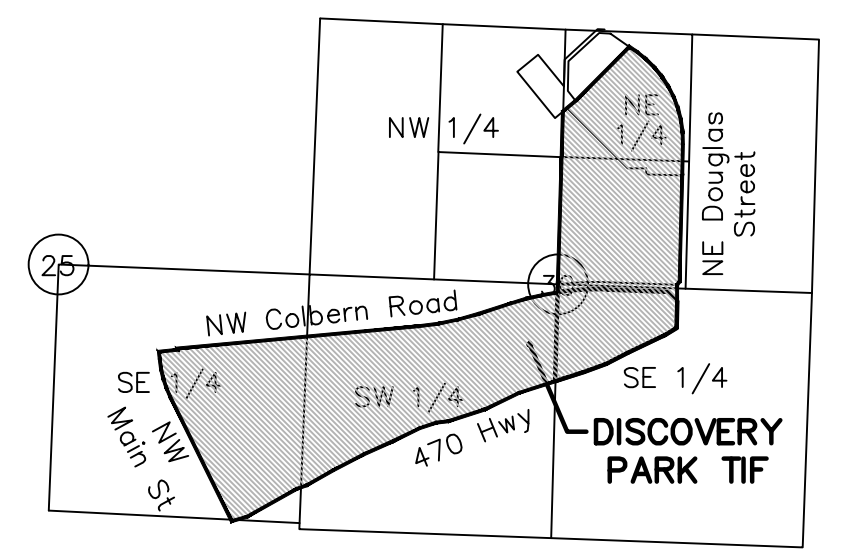 NE
1/4
NW 1/4
NE Douglas
Street
25
NW Colbern Road
SE 1/4
SW 1/4
SE 1/4
NW
Main St
470 Hwy
DISCOVERY
PARK TIF